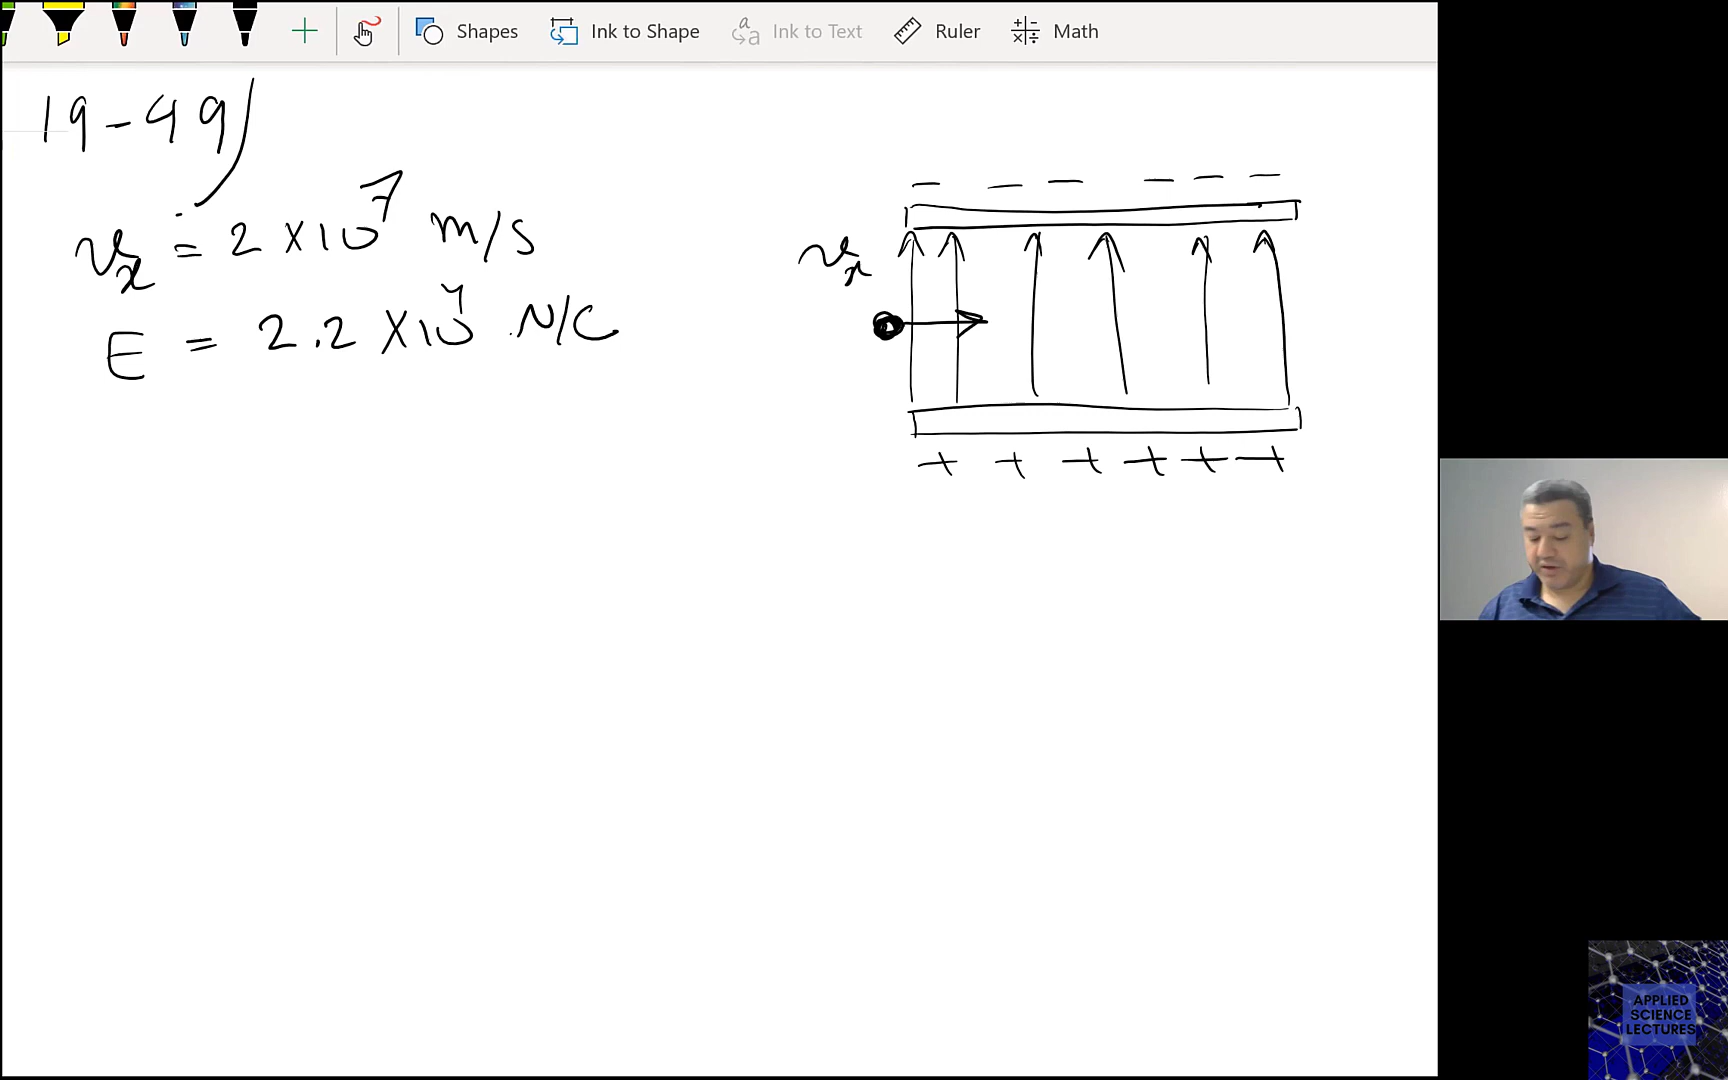 Shapes Ink to Shape Ink to Text Ruler Math
19-49)
vx = 2 × 10^7 m/s
E = 2.2 × 10^4 N/C
vx
− − − − − −
+ + + + + +
APPLIED
SCIENCE
LECTURES